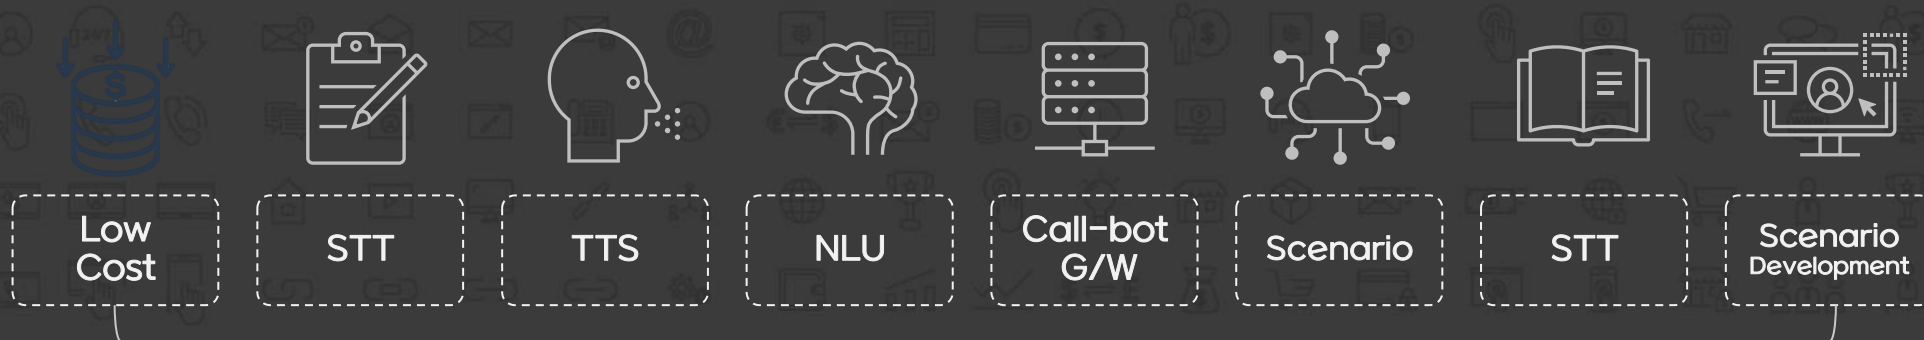 Low
Cost
STT
TTS
NLU
Call-bot
G/W
Scenario
STT
Scenario
Development